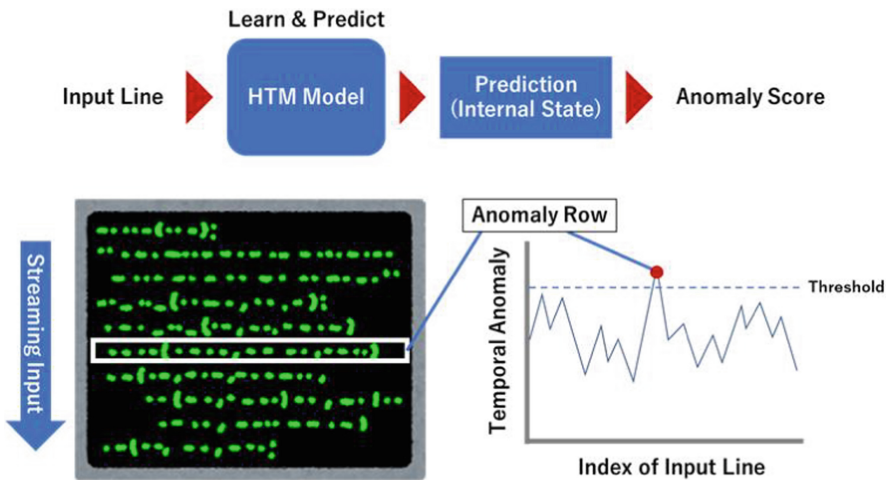 Learn & Predict
Input Line
HTM Model
Prediction
(Internal State)
Anomaly Score
Streaming Input
Anomaly Row
Temporal Anomaly
Threshold
Index of Input Line